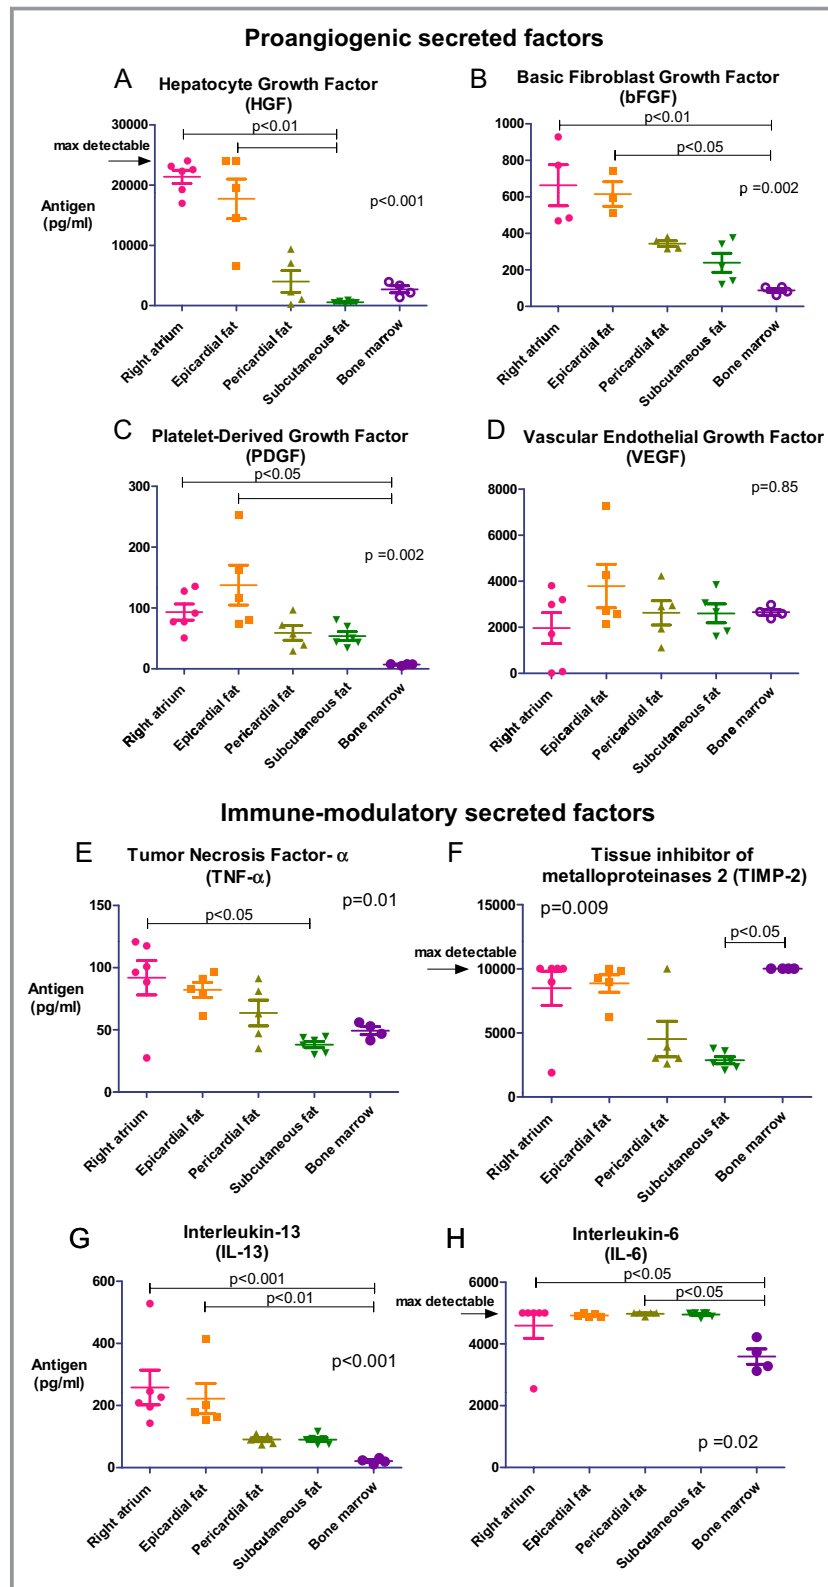 Proangiogenic secreted factors
A
Hepatocyte Growth Factor
(HGF)
p<0.01
max detectable
30000
20000
10000
0
Antigen
(pg/ml)
p<0.001
Right atrium
Epicardial fat
Pericardial fat
Subcutaneous fat
Bone marrow
B
Basic Fibroblast Growth Factor
(bFGF)
p<0.01
p<0.05
p =0.002
1000
800
600
400
200
0
Right atrium
Epicardial fat
Pericardial fat
Subcutaneous fat
Bone marrow
C
Platelet-Derived Growth Factor
(PDGF)
p<0.05
p =0.002
300
200
100
0
Right atrium
Epicardial fat
Pericardial fat
Subcutaneous fat
Bone marrow
D
Vascular Endothelial Growth Factor
(VEGF)
p=0.85
8000
6000
4000
2000
0
Right atrium
Epicardial fat
Pericardial fat
Subcutaneous fat
Bone marrow
Immune-modulatory secreted factors
E
Tumor Necrosis Factor- α
(TNF-α)
p=0.01
p<0.05
150
100
50
0
Antigen
(pg/ml)
Right atrium
Epicardial fat
Pericardial fat
Subcutaneous fat
Bone marrow
F
Tissue inhibitor of
metalloproteinases 2 (TIMP-2)
p=0.009
p<0.05
max detectable
15000
10000
5000
0
Right atrium
Epicardial fat
Pericardial fat
Subcutaneous fat
Bone marrow
G
Interleukin-13
(IL-13)
p<0.001
p<0.01
p<0.001
600
400
200
0
Antigen
(pg/ml)
Right atrium
Epicardial fat
Pericardial fat
Subcutaneous fat
Bone marrow
H
Interleukin-6
(IL-6)
p<0.05
p<0.05
max detectable
6000
4000
2000
0
p =0.02
Right atrium
Epicardial fat
Pericardial fat
Subcutaneous fat
Bone marrow